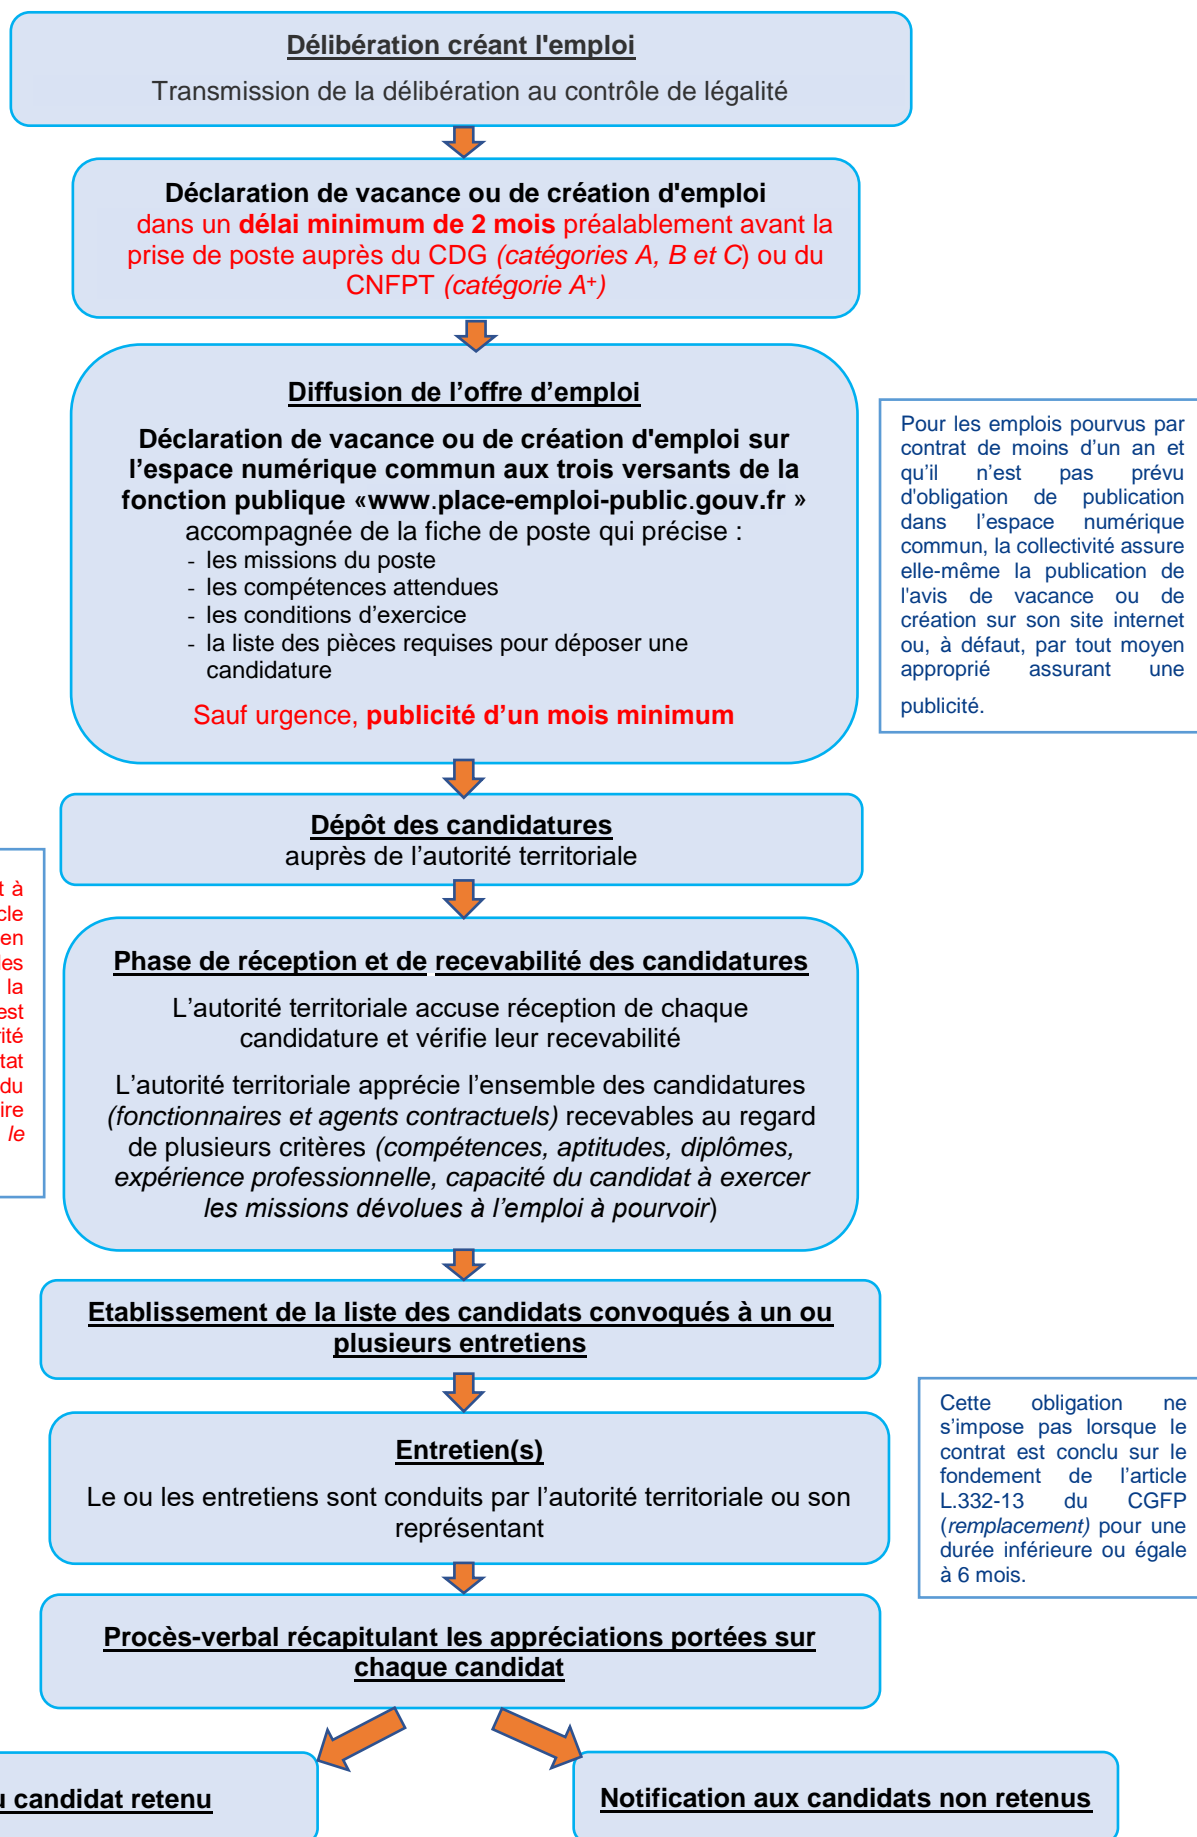 Délibération créant l'emploi
Transmission de la délibération au contrôle de légalité
Déclaration de vacance ou de création d'emploi
dans un délai minimum de 2 mois préalablement avant la
prise de poste auprès du CDG (catégories A, B et C) ou du
CNFPT (catégorie A+)
Diffusion de l’offre d’emploi
Déclaration de vacance ou de création d'emploi sur
l’espace numérique commun aux trois versants de la
fonction publique «www.place-emploi-public.gouv.fr »
accompagnée de la fiche de poste qui précise :
- les missions du poste
- les compétences attendues
- les conditions d’exercice
- la liste des pièces requises pour déposer une
candidature
Sauf urgence, publicité d’un mois minimum
Pour les emplois pourvus par
contrat de moins d’un an et
qu’il n’est pas prévu
d'obligation de publication
dans l’espace numérique
commun, la collectivité assure
elle-même la publication de
l'avis de vacance ou de
création sur son site internet
ou, à défaut, par tout moyen
approprié assurant une
publicité.
Dépôt des candidatures
auprès de l’autorité territoriale
t à
cle
en
les
la
est
ité
tat
du
ire
le
Phase de réception et de recevabilité des candidatures
L’autorité territoriale accuse réception de chaque
candidature et vérifie leur recevabilité
L’autorité territoriale apprécie l’ensemble des candidatures
(fonctionnaires et agents contractuels) recevables au regard
de plusieurs critères (compétences, aptitudes, diplômes,
expérience professionnelle, capacité du candidat à exercer
les missions dévolues à l’emploi à pourvoir)
Etablissement de la liste des candidats convoqués à un ou
plusieurs entretiens
Entretien(s)
Le ou les entretiens sont conduits par l’autorité territoriale ou son
représentant
Cette obligation ne
s’impose pas lorsque le
contrat est conclu sur le
fondement de l’article
L.332-13 du CGFP
(remplacement) pour une
durée inférieure ou égale
à 6 mois.
Procès-verbal récapitulant les appréciations portées sur
chaque candidat
candidat retenu
Notification aux candidats non retenus